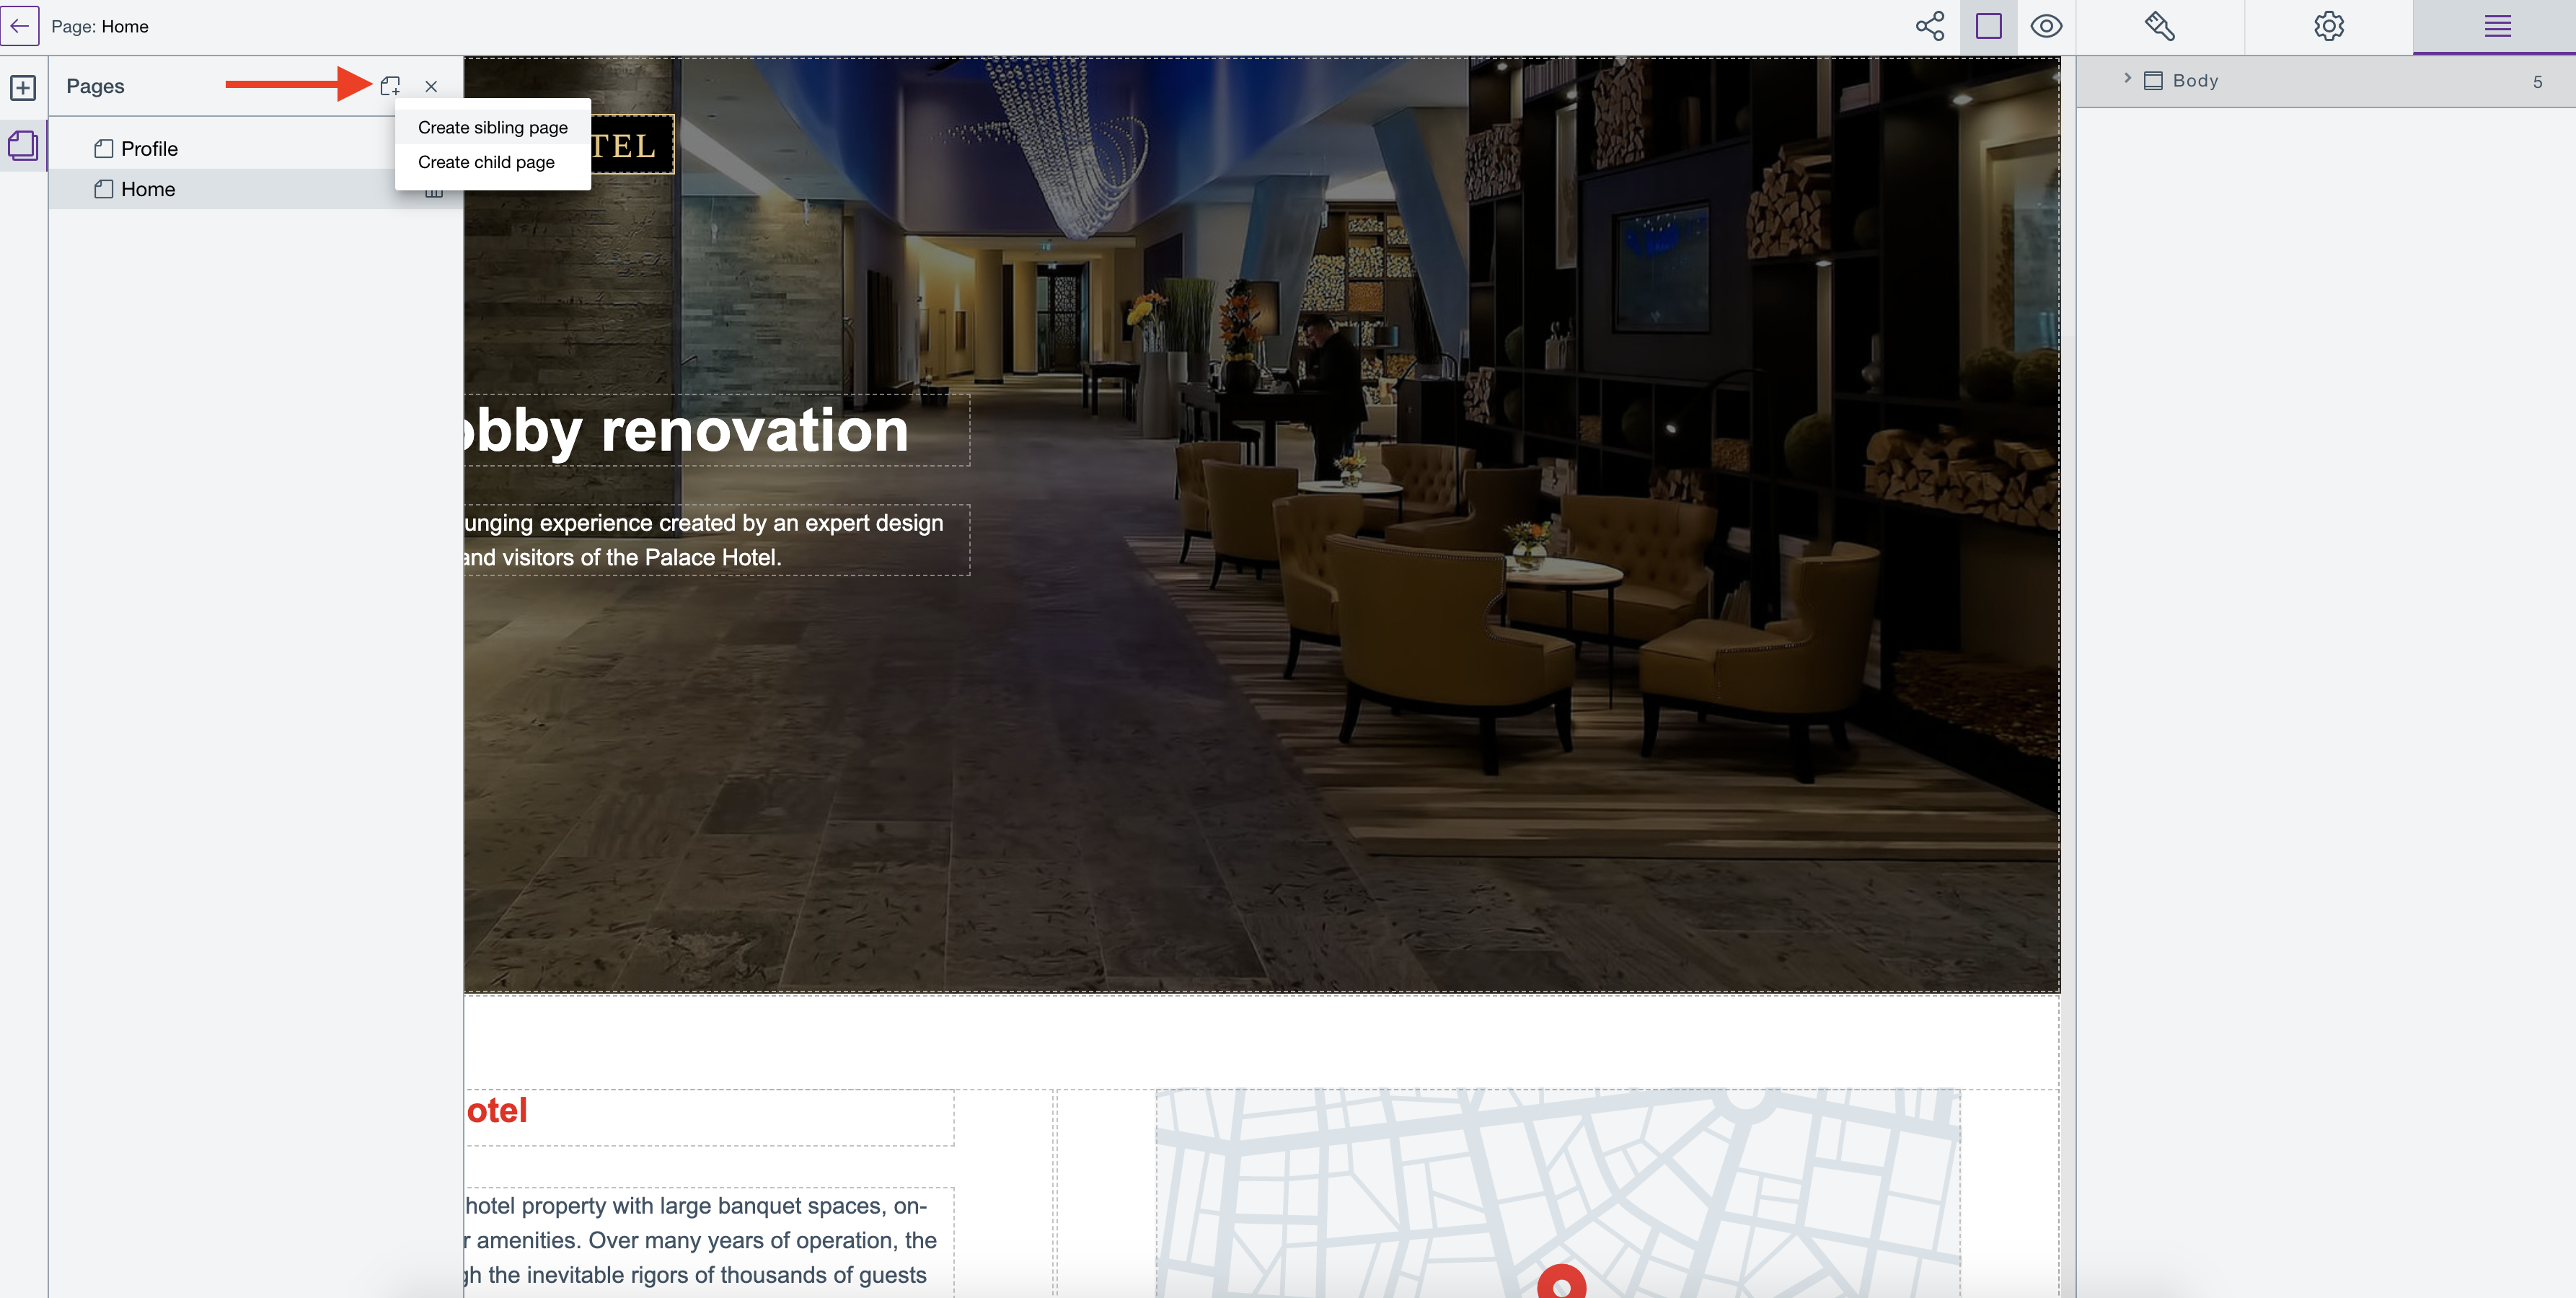 Page: Home
Pages
Create sibling page
Create child page
Profile
Home
TEL
Body
5
obby renovation
unging experience created by an expert design
and visitors of the Palace Hotel.
otel
hotel property with large banquet spaces, on-
r amenities. Over many years of operation, the
gh the inevitable rigors of thousands of guests